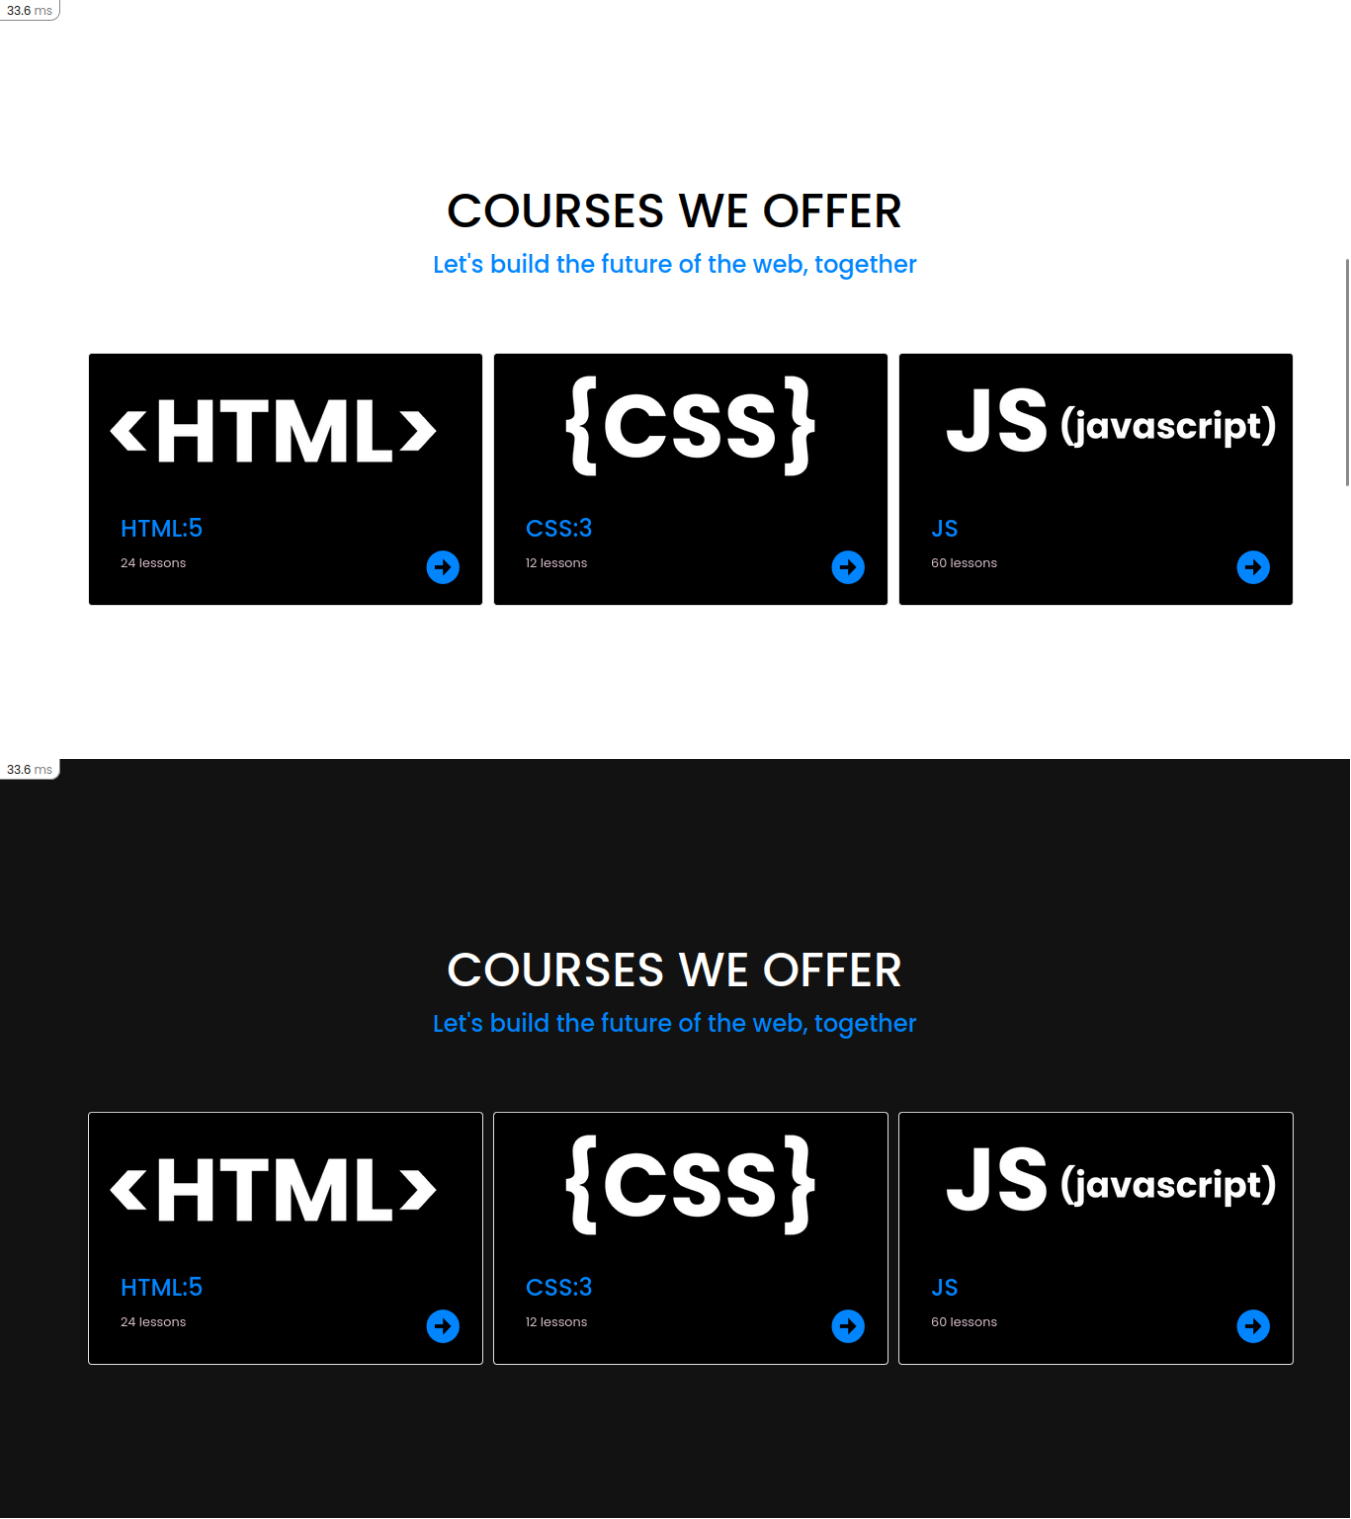 33.6 ms
COURSES WE OFFER
Let's build the future of the web, together
<HTML>
HTML:5
24 lessons
{CSS}
CSS:3
12 lessons
JS (javascript)
JS
60 lessons
33.6 ms
COURSES WE OFFER
Let's build the future of the web, together
<HTML>
HTML:5
24 lessons
{CSS}
CSS:3
12 lessons
JS (javascript)
JS
60 lessons